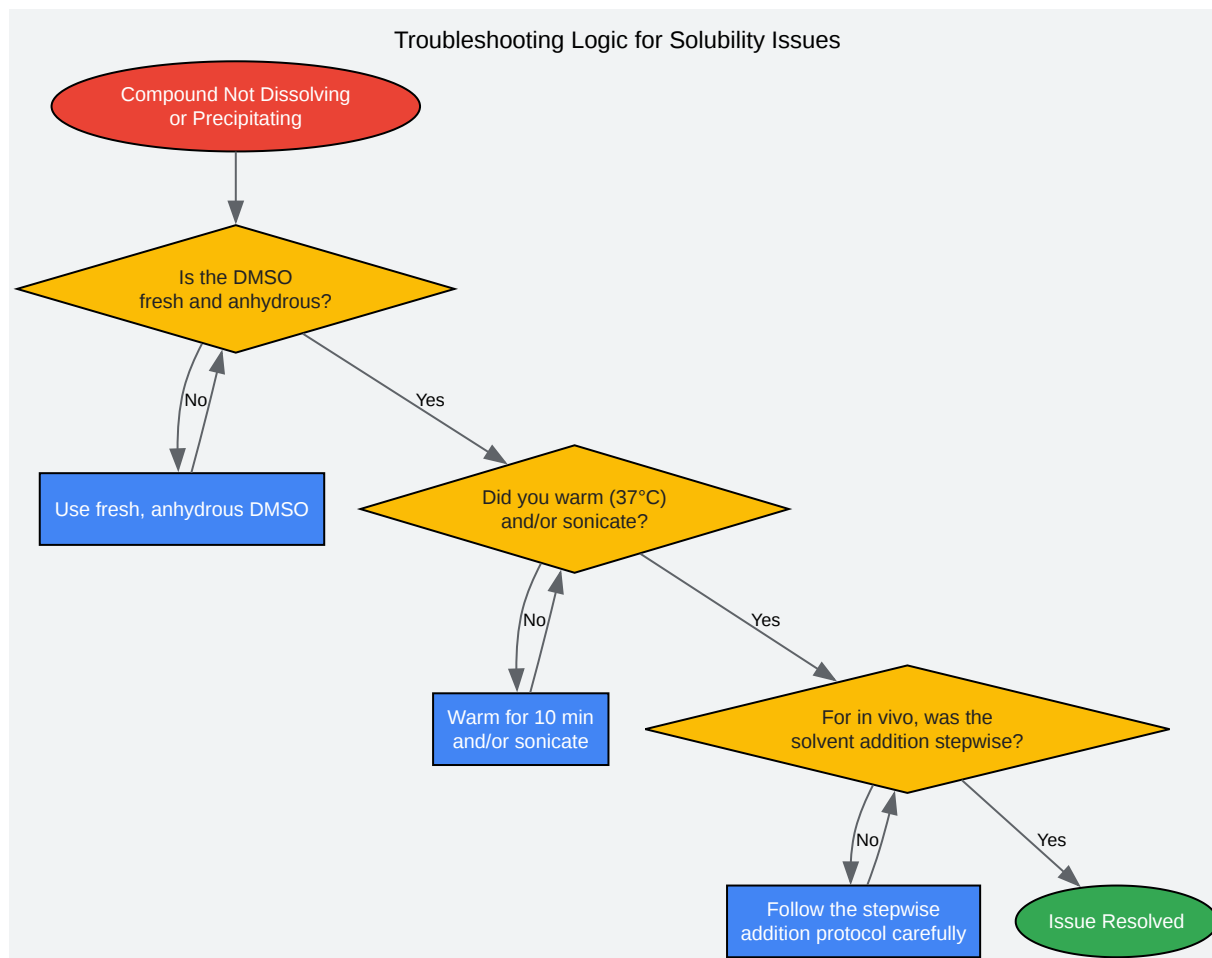 Troubleshooting Logic for Solubility Issues
Compound Not Dissolving
or Precipitating
Is the DMSO
fresh and anhydrous?
No
Yes
Use fresh, anhydrous DMSO
Did you warm (37°C)
and/or sonicate?
No
Yes
Warm for 10 min
and/or sonicate
For in vivo, was the
solvent addition stepwise?
No
Yes
Follow the stepwise
addition protocol carefully
Issue Resolved